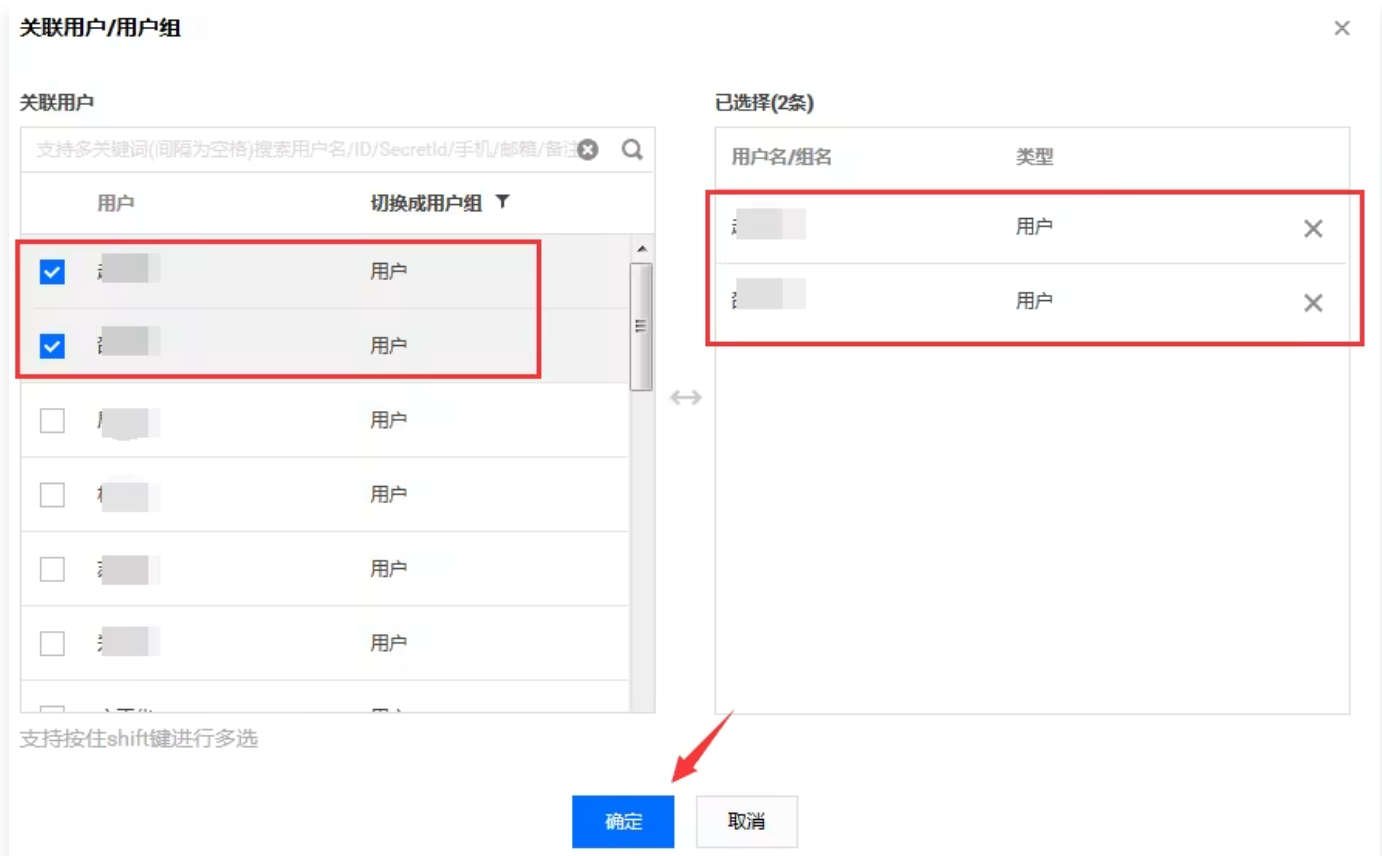 关联用户/用户组
关联用户
支持多关键词(间隔为空格)搜索用户名/ID/SecretId/手机/邮箱/备注
用户 切换成用户组
用户
用户
用户
用户
用户
用户
支持按住shift键进行多选
已选择(2条)
用户名/组名 类型
用户
用户
确定 取消